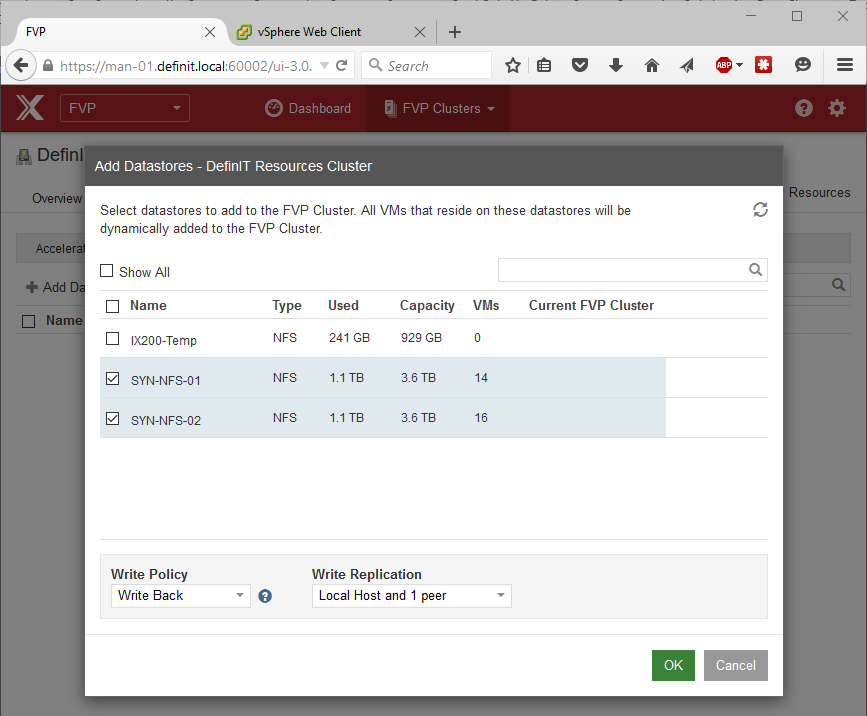 FVP
vSphere Web Client
https://man-01.definit.local:60002/ui-3.0.
Search
ABP
FVP
Dashboard
FVP Clusters
DefinI
Overview
Resources
Accelerat
Add Da
Name
Add Datastores - DefinIT Resources Cluster
Select datastores to add to the FVP Cluster. All VMs that reside on these datastores will be
dynamically added to the FVP Cluster.
Show All
Name Type Used Capacity VMs Current FVP Cluster
IX200-Temp NFS 241 GB 929 GB 0
SYN-NFS-01 NFS 1.1 TB 3.6 TB 14
SYN-NFS-02 NFS 1.1 TB 3.6 TB 16
Write Policy Write Replication
Write Back ? Local Host and 1 peer
OK Cancel